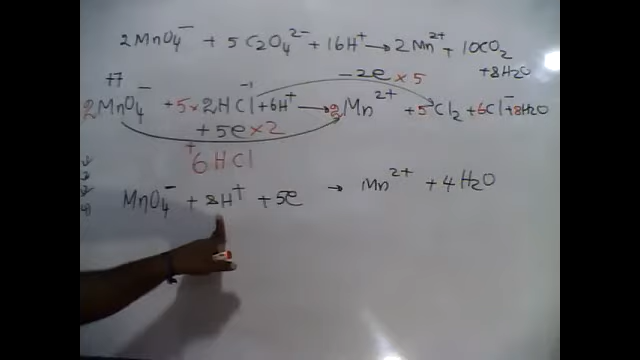 2MnO₄⁻ + 5C₂O₄²⁻ + 16H⁺ → 2Mn²⁺ + 10CO₂
+8H₂O
+7 -1 -2e×5
2MnO₄⁻ +5×2HCl+6H⁺ → 2Mn²⁺ +5Cl₂ +6Cl⁻+8H₂O
+5e×2
+6HCl
MnO₄⁻ + 8H⁺ + 5e → Mn²⁺ + 4H₂O